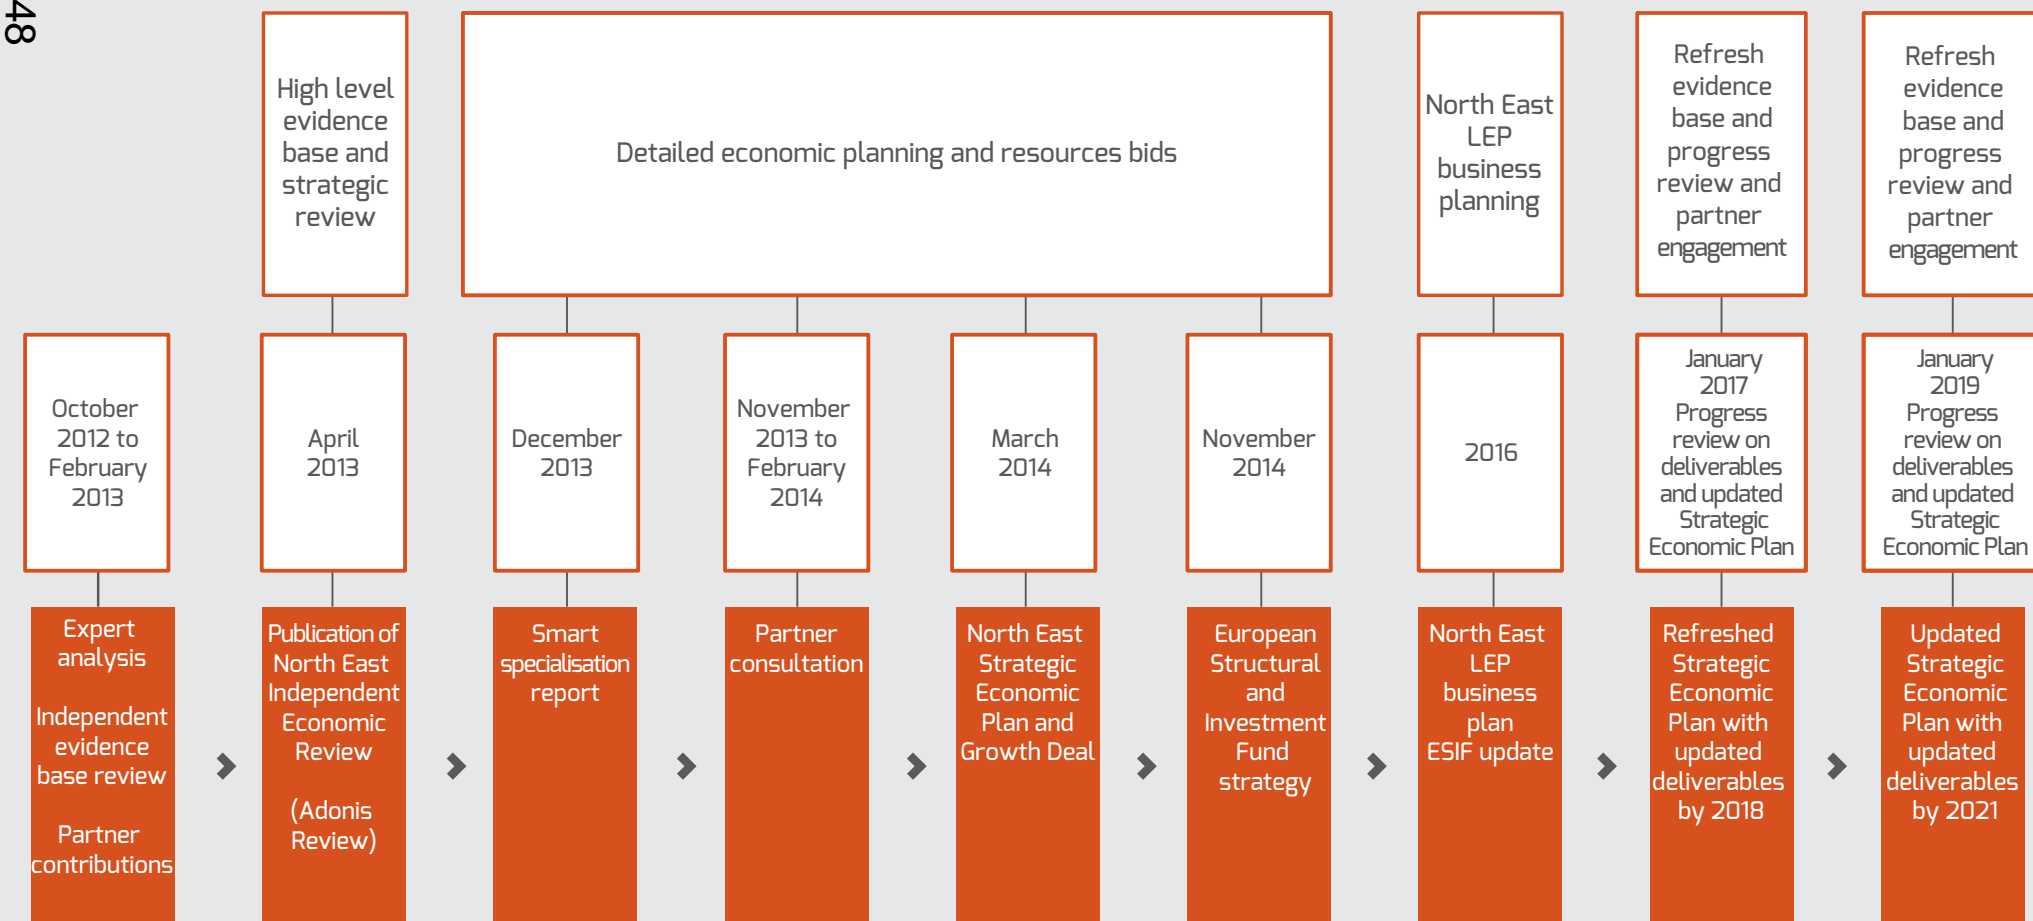 48
High level
evidence
base and
strategic
review
Detailed economic planning and resources bids
North East
LEP
business
planning
Refresh
evidence
base and
progress
review and
partner
engagement
Refresh
evidence
base and
progress
review and
partner
engagement
October
2012 to
February
2013
April
2013
December
2013
November
2013 to
February
2014
March
2014
November
2014
2016
January
2017
Progress
review on
deliverables
and updated
Strategic
Economic Plan
January
2019
Progress
review on
deliverables
and updated
Strategic
Economic Plan
Expert
analysis
Independent
evidence
base review
Partner
contributions
Publication of
North East
Independent
Economic
Review
(Adonis
Review)
Smart
specialisation
report
Partner
consultation
North East
Strategic
Economic
Plan and
Growth Deal
European
Structural
and
Investment
Fund
strategy
North East
LEP
business
plan
ESIF update
Refreshed
Strategic
Economic
Plan with
updated
deliverables
by 2018
Updated
Strategic
Economic
Plan with
updated
deliverables
by 2021